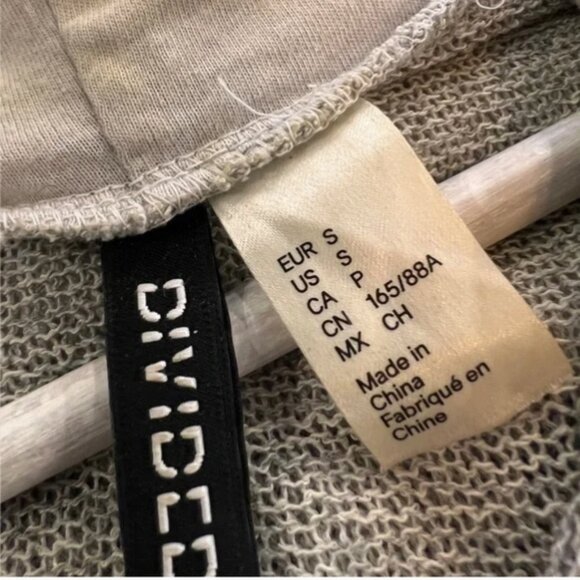 DIVIDED
EUR S
US S
CA P
CN 165/88A
MX CH
Made in
China
Fabriqué en
Chine